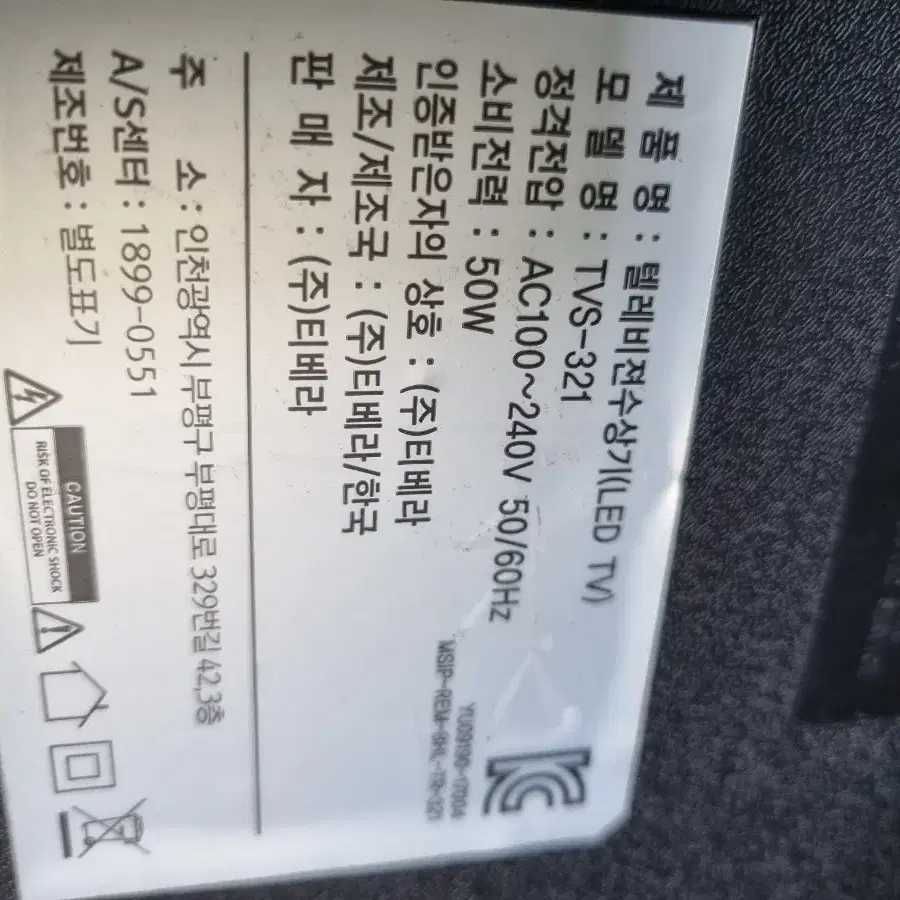 제 품 명 : 텔레비젼수상기(LED TV)
모 델 명 : TVS-321
정격전압 : AC100~240V 50/60Hz
소비전력 : 50W
인증받은자의 상호 : (주)티베라
제조/제조국 : (주)티베라/한국
판 매 자 : (주)티베라
주 소 : 인천광역시 부평구 부평대로 329번길 42,3층
A/S센터 : 1899-0551
제조번호 : 별도표기
CAUTION
RISK OF ELECTRONIC SHOCK
DO NOT OPEN